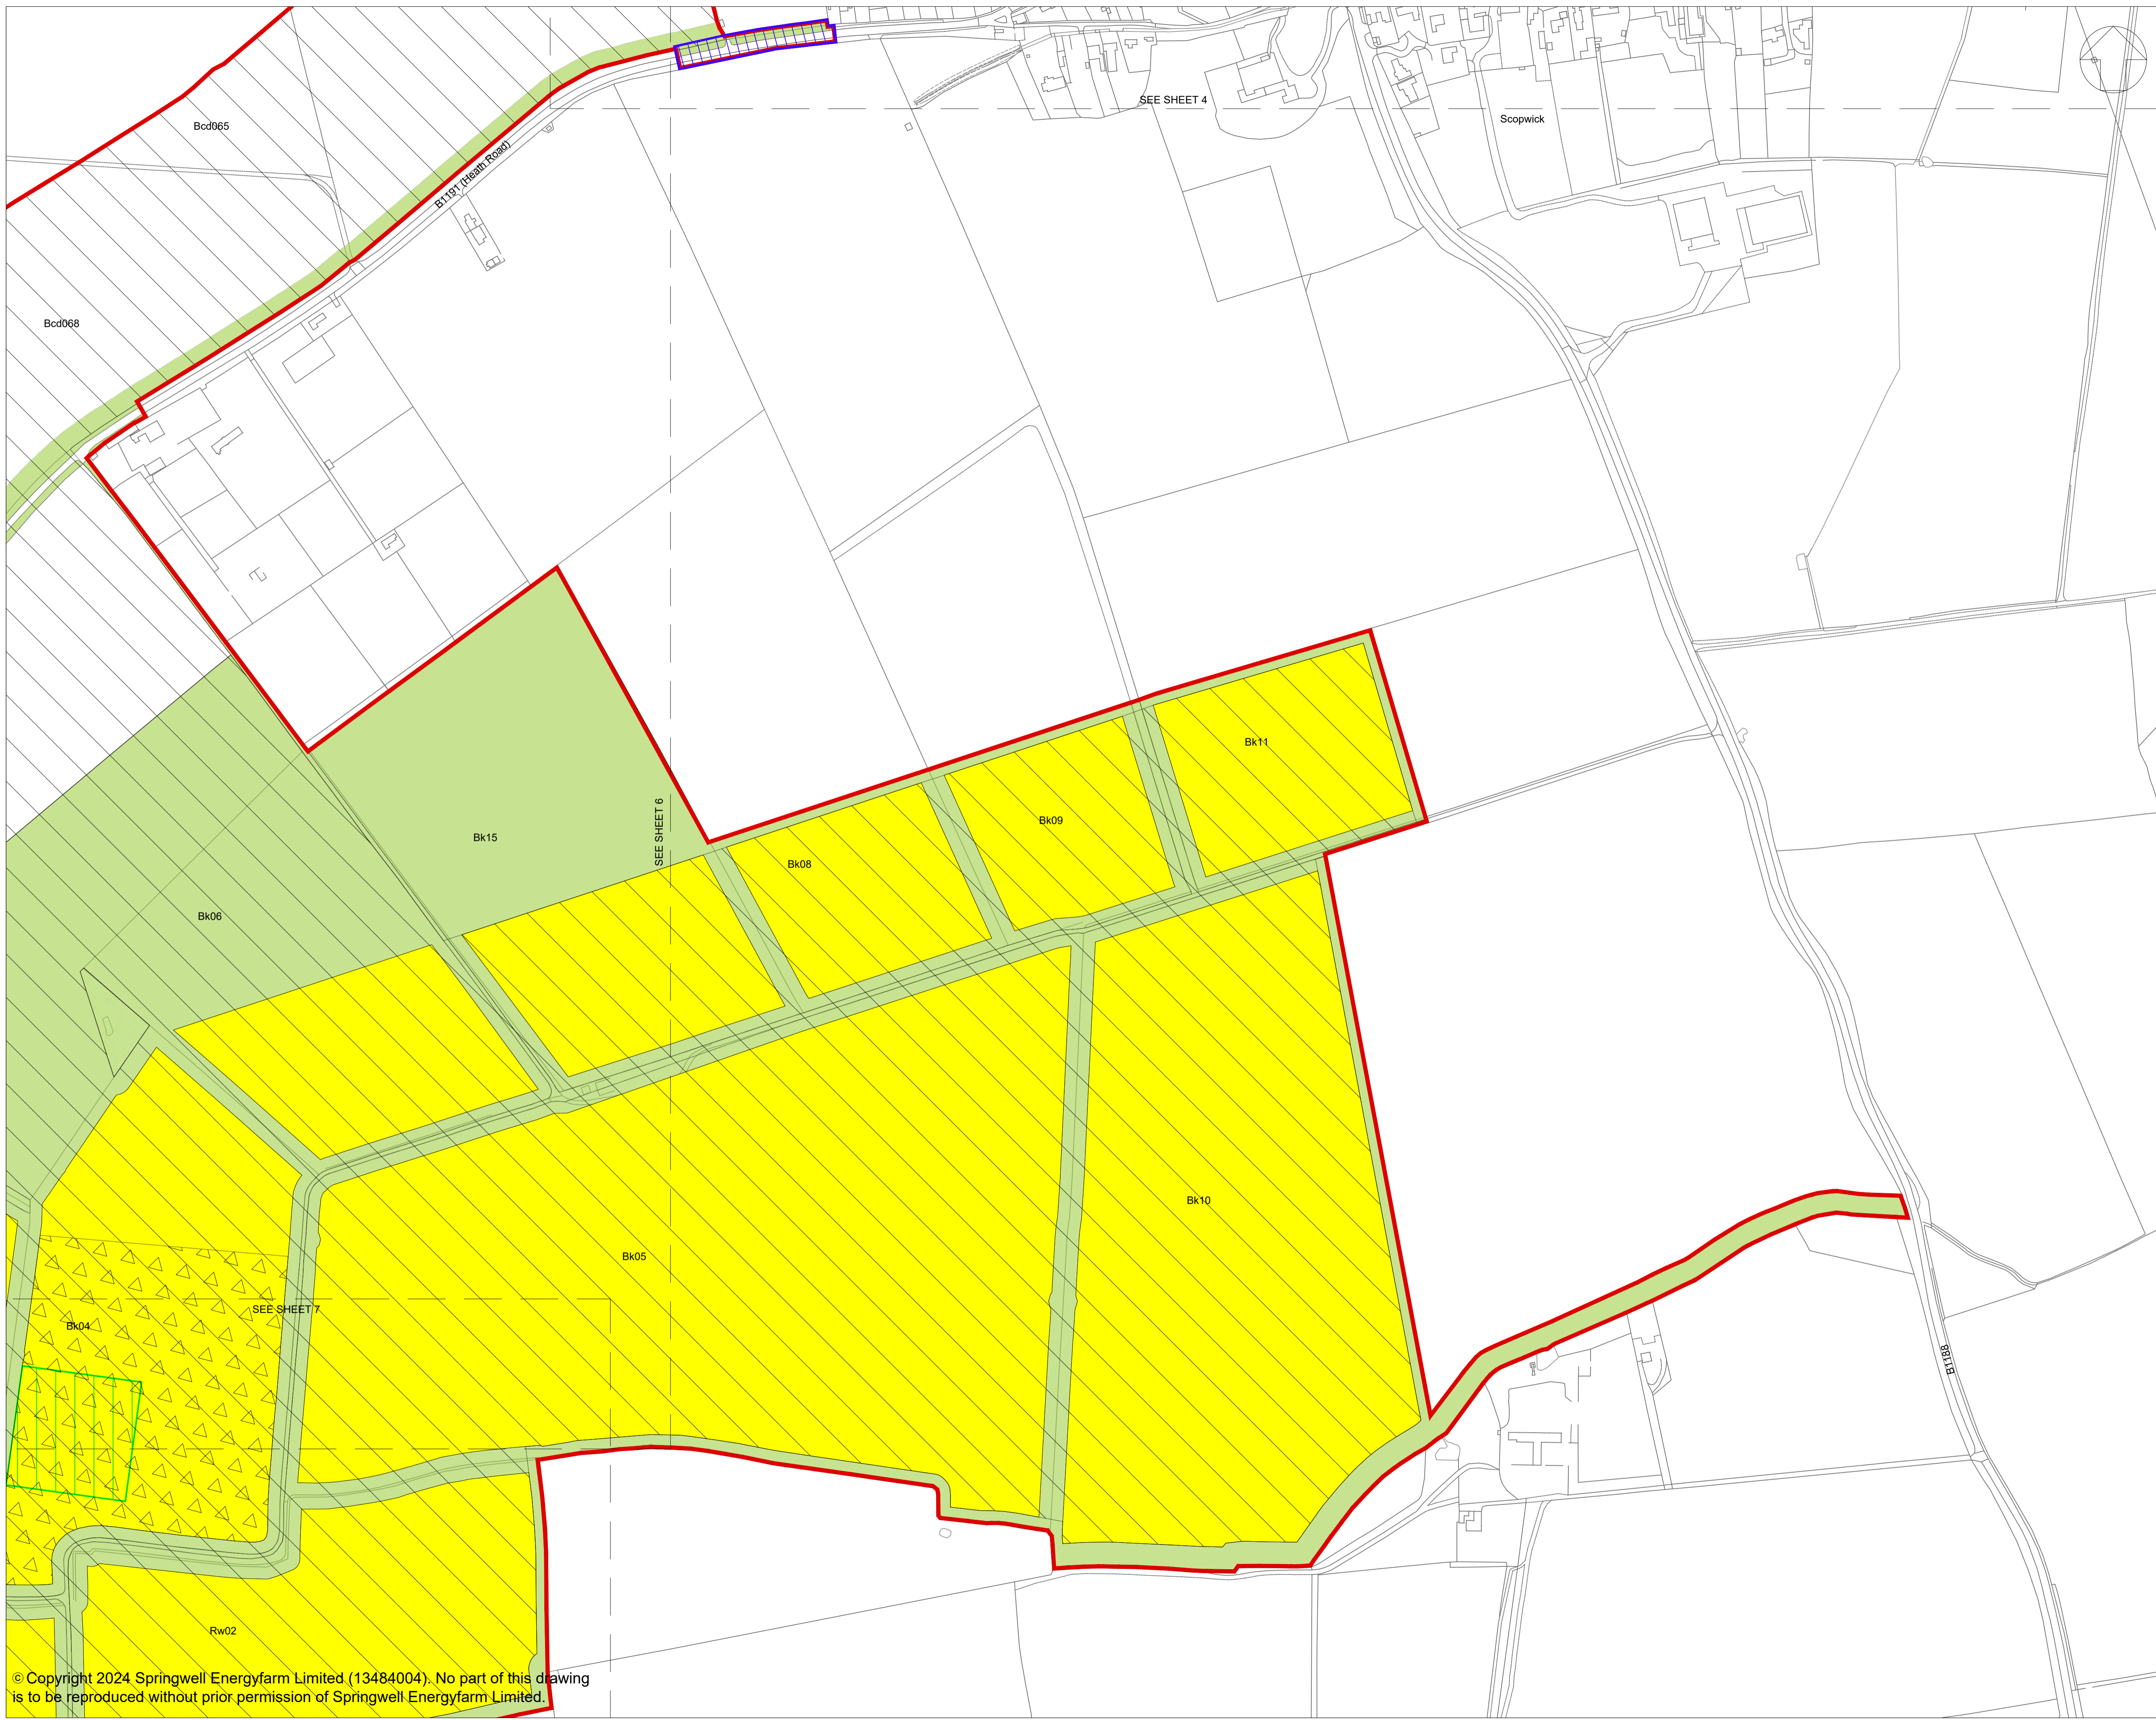 SEE SHEET 4
Scopwick
Bcd065
B1191 (Heath Road)
Bcd068
Bk11
SEE SHEET 6
Bk09
Bk15
Bk08
Bk06
Bk10
Bk05
SEE SHEET 7
Bk04
B1188
Rw02
© Copyright 2024 Springwell Energyfarm Limited (13484004). No part of this drawing
is to be reproduced without prior permission of Springwell Energyfarm Limited.